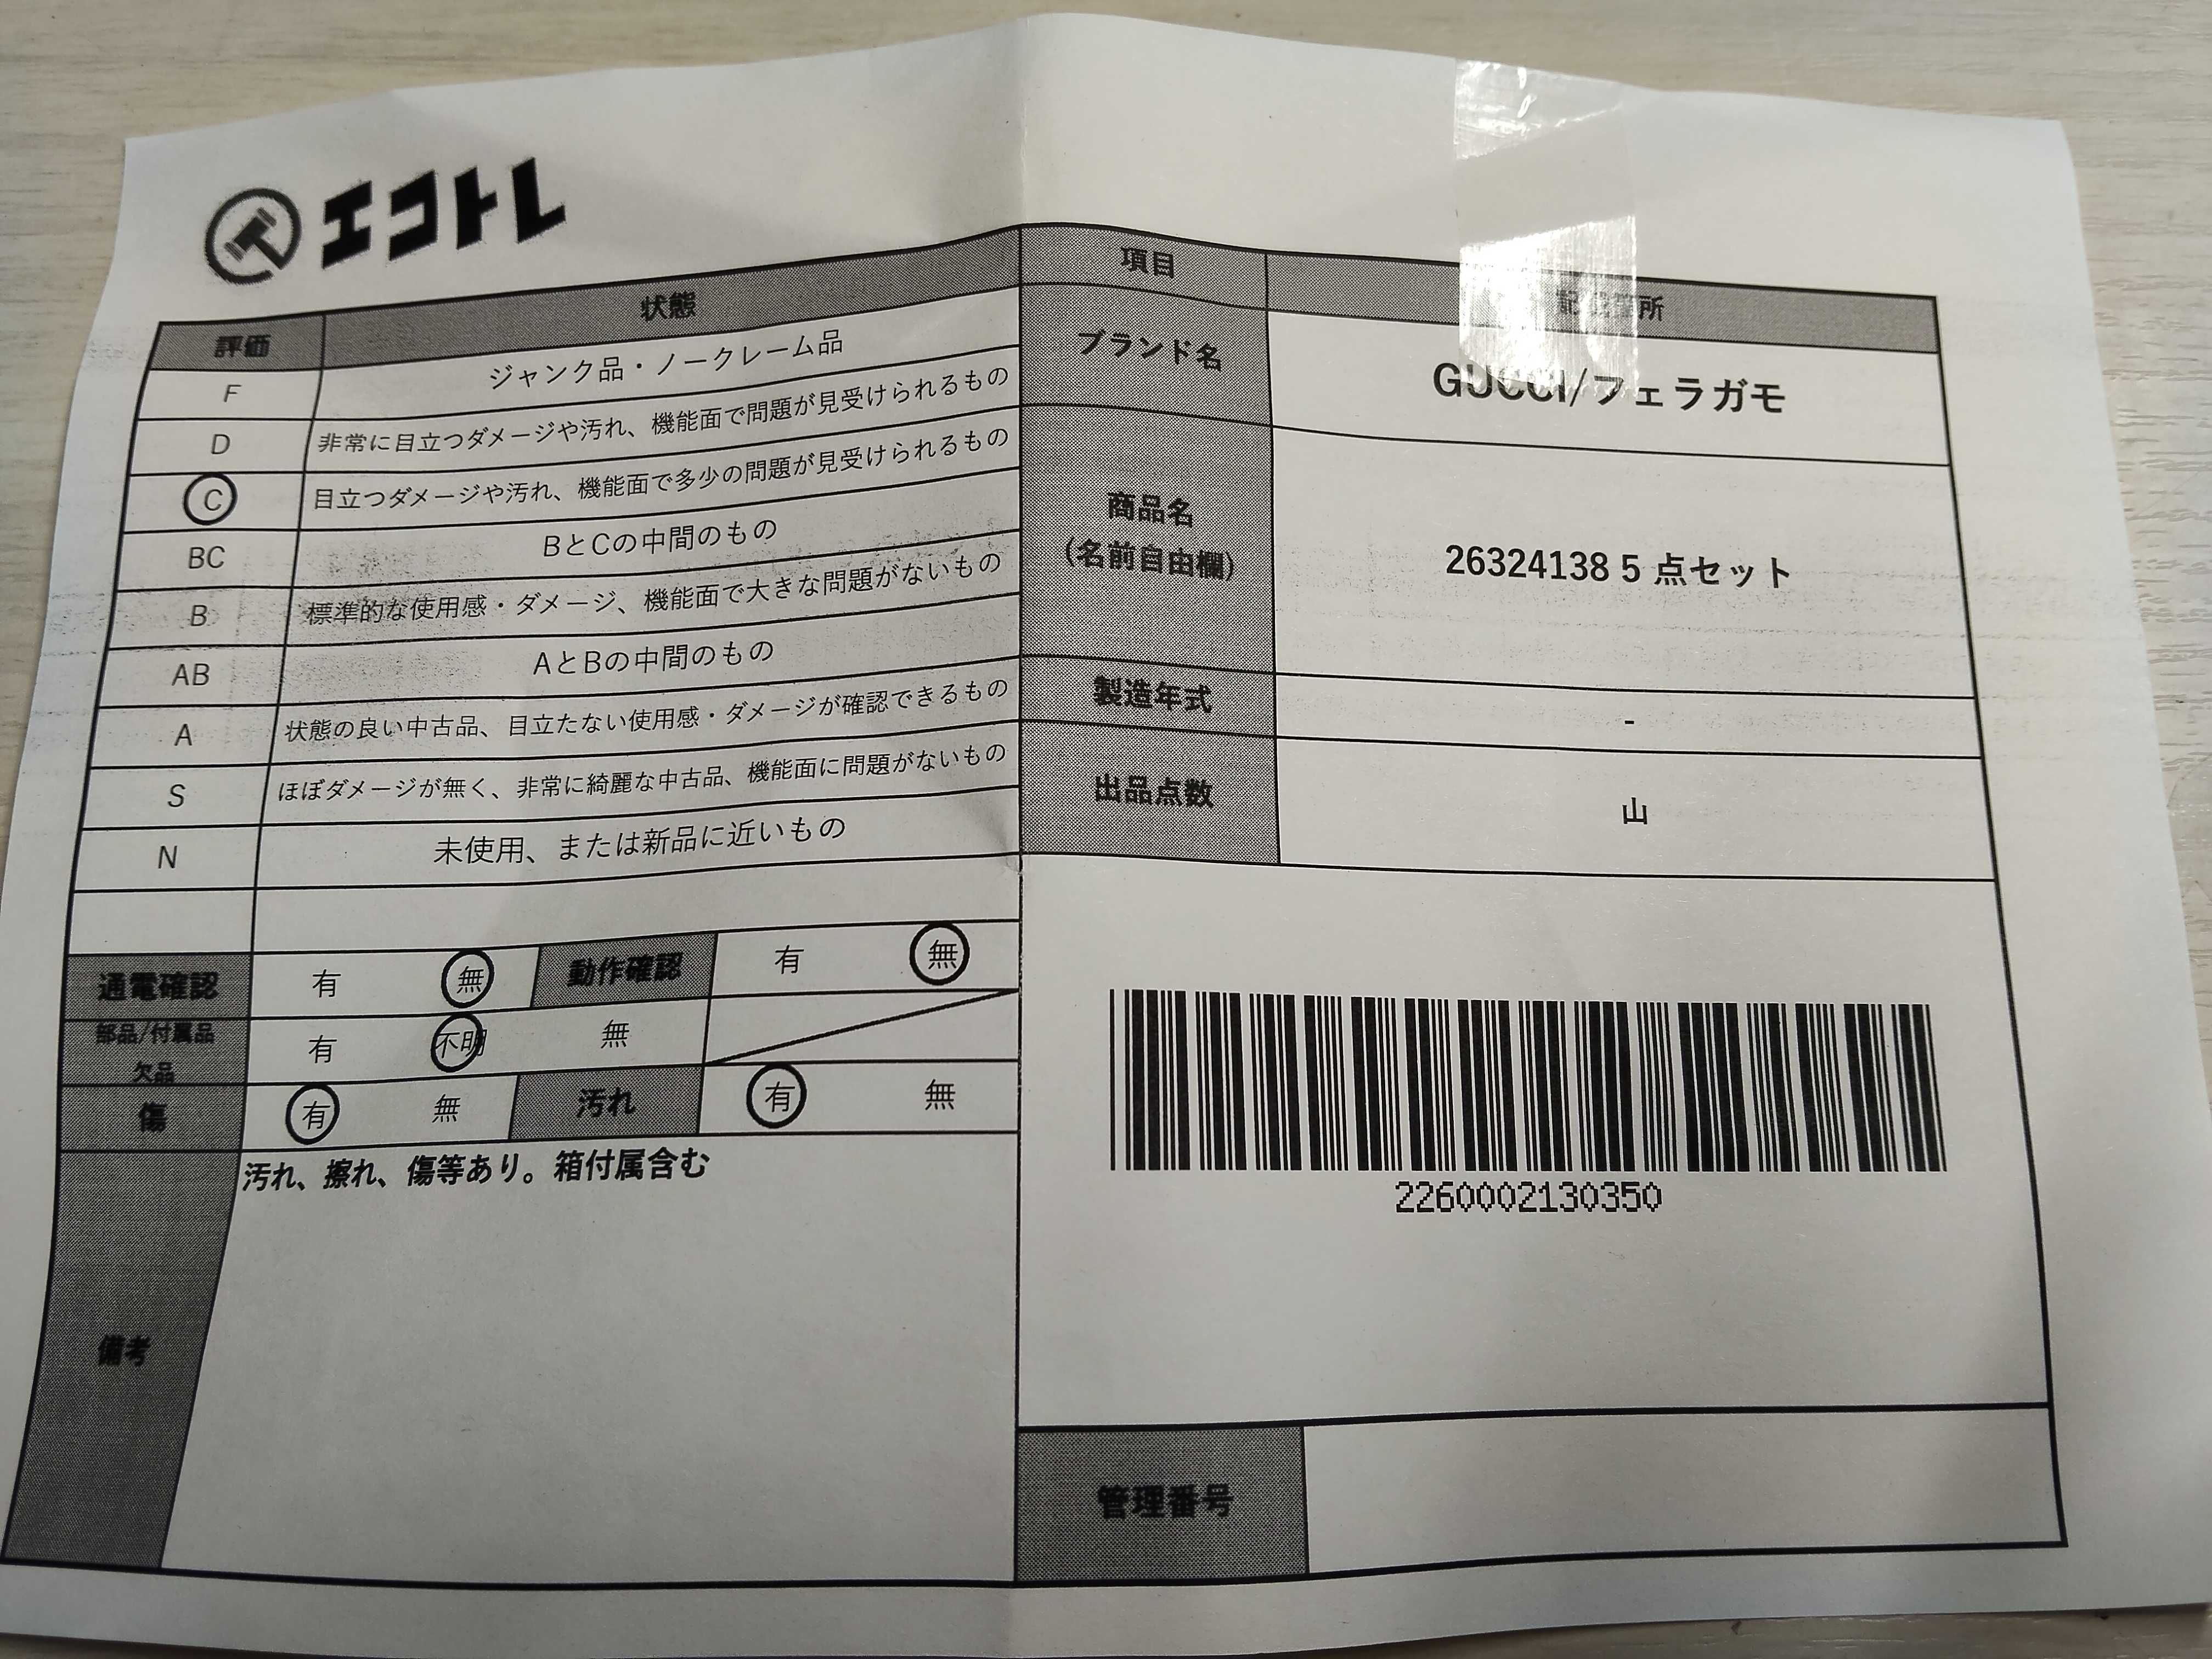 エコトレ
評価 状態
F ジャンク品・ノークレーム品
D 非常に目立つダメージや汚れ、機能面で問題が見受けられるもの
C 目立つダメージや汚れ、機能面で多少の問題が見受けられるもの
BC BとCの中間のもの
B 標準的な使用感・ダメージ、機能面で大きな問題がないもの
AB AとBの中間のもの
A 状態の良い中古品、目立たない使用感・ダメージが確認できるもの
S ほぼダメージが無く、非常に綺麗な中古品、機能面に問題がないもの
N 未使用、または新品に近いもの
通電確認 有 無 動作確認 有 無
部品/付属品
欠品 有 不明 無
傷 有 無 汚れ 有 無
備考 汚れ、擦れ、傷等あり。箱付属含む
項目 記載箇所
ブランド名 GUCCI/フェラガモ
商品名
(名前自由欄) 26324138 5 点セット
製造年式 -
出品点数 山
2260002130350
管理番号